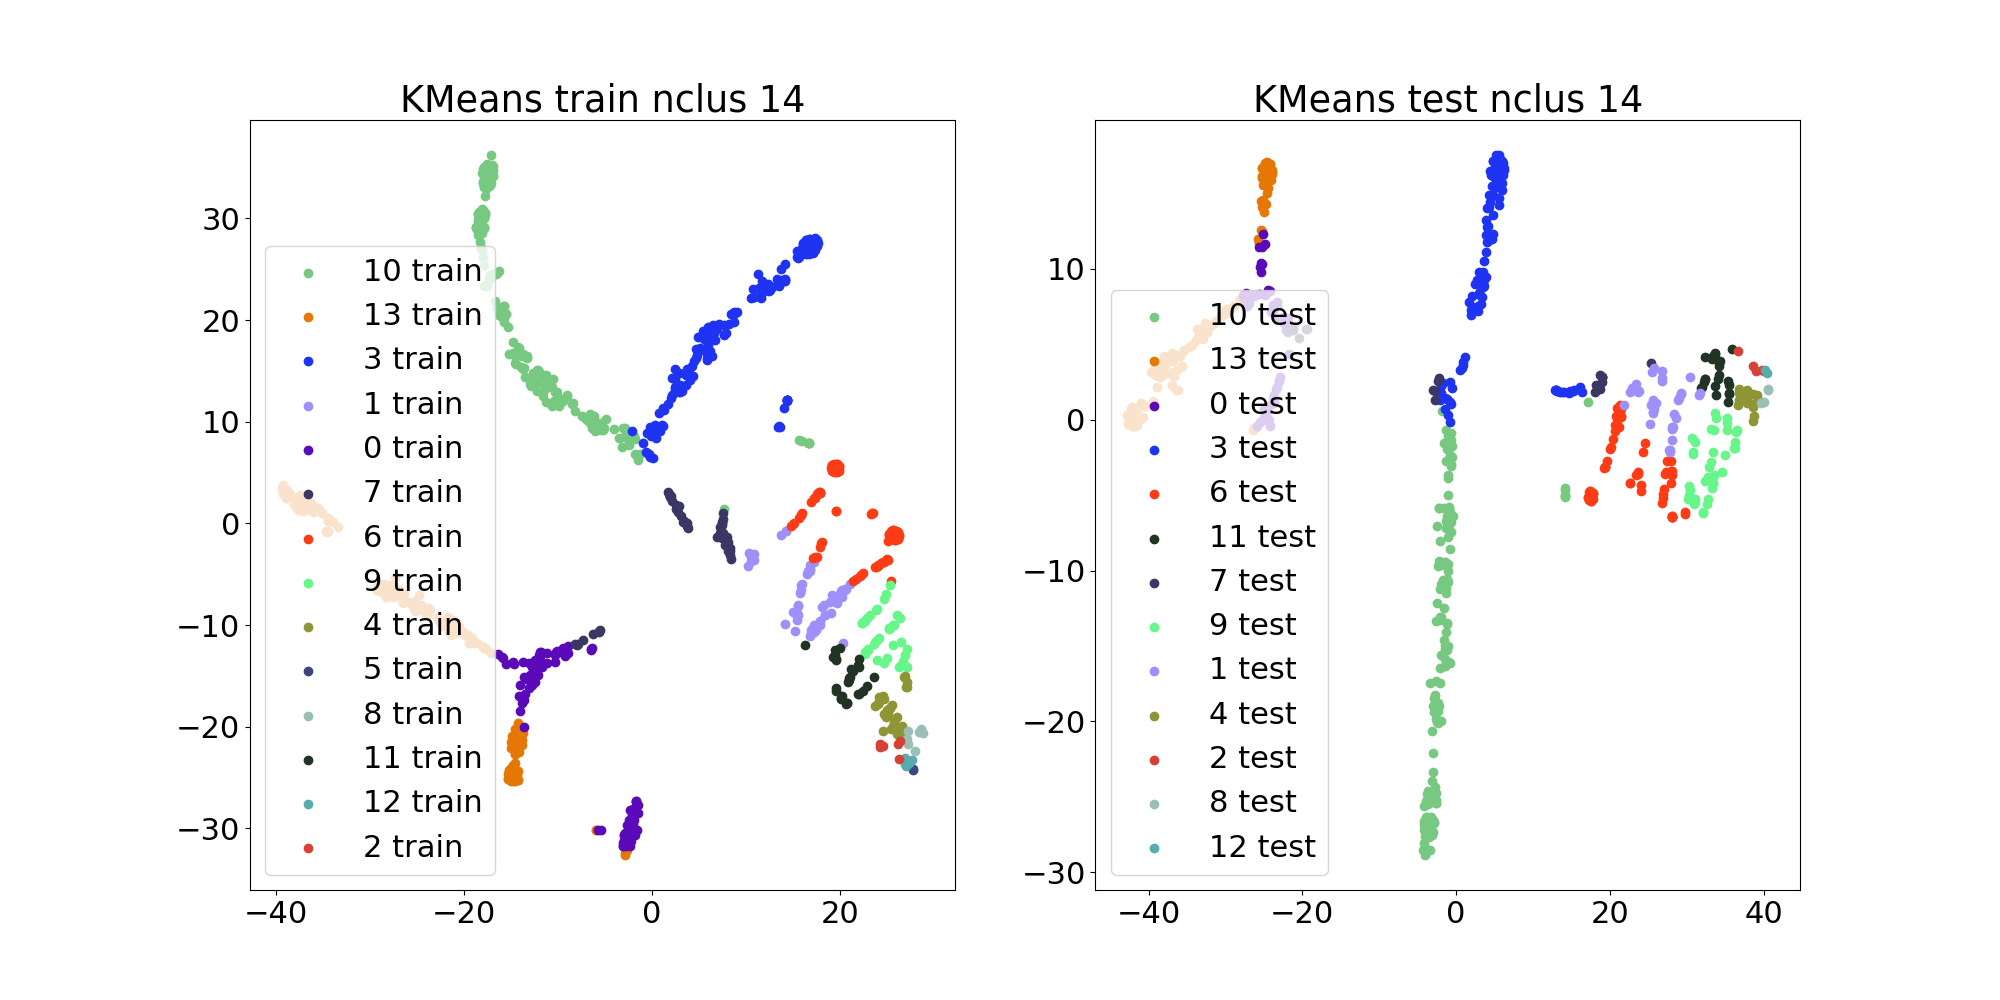 KMeans train nclus 14
30
20
10
0
−10
−20
−30
−40
−20
0
20
10 train
13 train
3 train
1 train
0 train
7 train
6 train
9 train
4 train
5 train
8 train
11 train
12 train
2 train
KMeans test nclus 14
10
0
−10
−20
−30
−40
−20
0
20
40
10 test
13 test
0 test
3 test
6 test
11 test
7 test
9 test
1 test
4 test
2 test
8 test
12 test